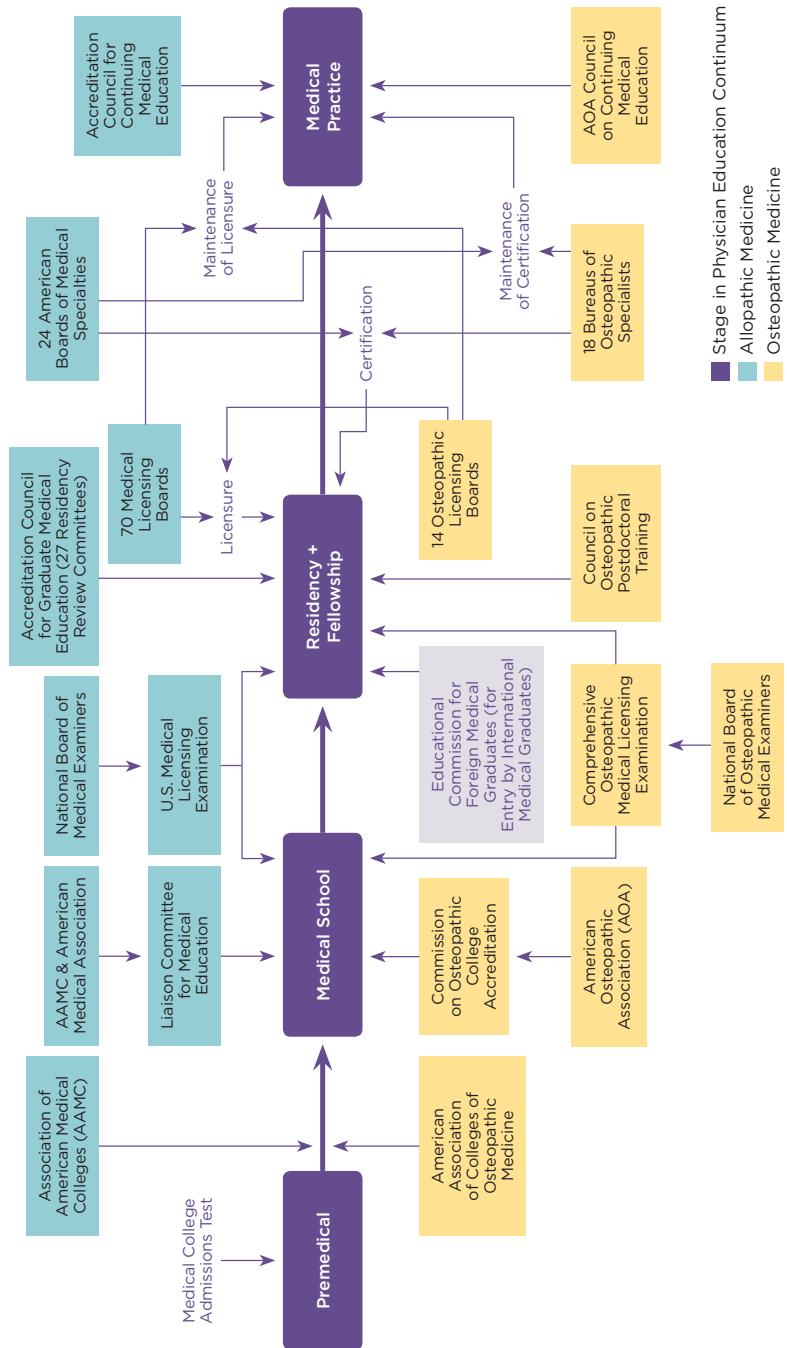 Medical College
Admissions Test
Premedical
Association of
American Medical
Colleges (AAMC)
American
Association
of Colleges of
Osteopathic
Medicine
AAMC & American
Medical Association
Liaison Committee
for Medical
Education
Medical School
Commission
on Osteopathic
College
Accreditation
American
Osteopathic
Association (AOA)
National Board of
Medical Examiners
U.S. Medical
Licensing
Examination
Educational
Commission for
Foreign Medical
Graduates (for
Entry by International
Medical Graduates)
Comprehensive
Osteopathic
Medical Licensing
Examination
National Board
of Osteopathic
Medical Examiners
Accreditation Council
for Graduate Medical
Education (27 Residency
Review Committees)
70 Medical
Licensing
Boards
Licensure
Residency +
Fellowship
14 Osteopathic
Licensing
Boards
Council on
Osteopathic
Postdoctoral
Training
24 American
Boards of Medical
Specialties
Certification
18 Bureaus of
Osteopathic
Specialists
Maintenance
of Licensure
Maintenance
of Certification
Accreditation
Council for
Continuing
Medical
Education
Medical
Practice
AOA Council
on Continuing
Medical
Education
Stage in Physician Education Continuum
Allopathic Medicine
Osteopathic Medicine